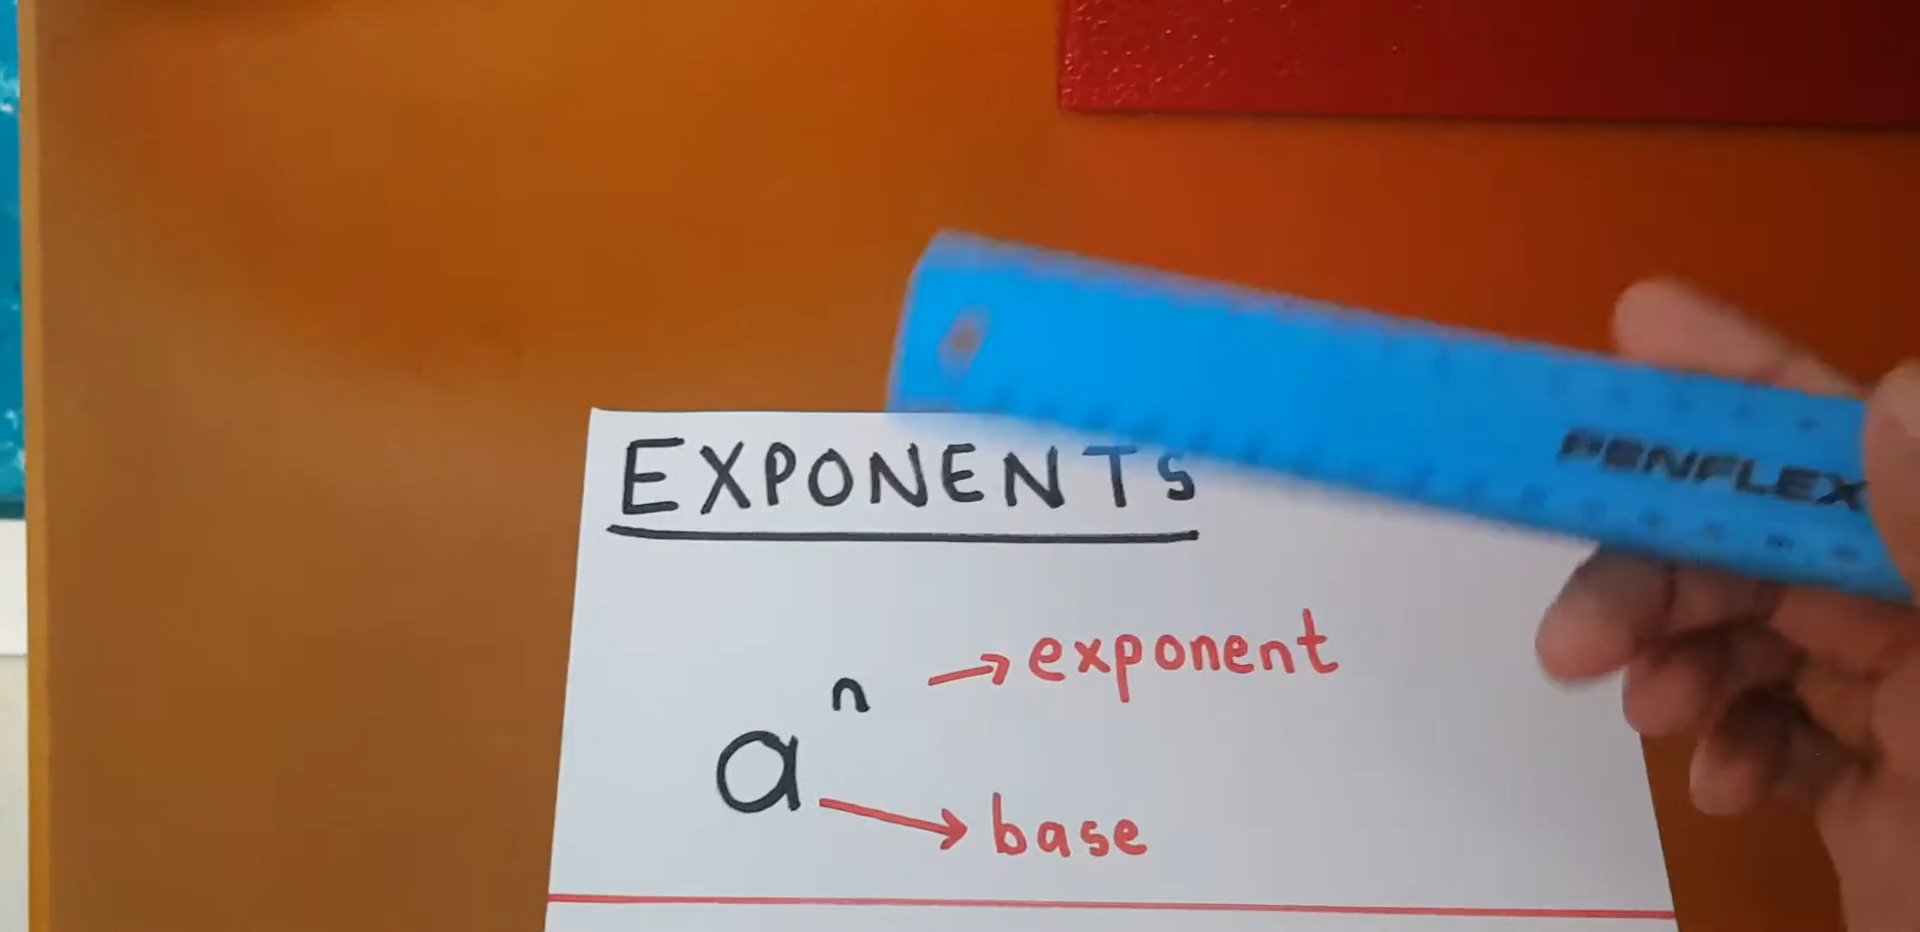 PENFLEX
EXPONENTS
n → exponent
a → base